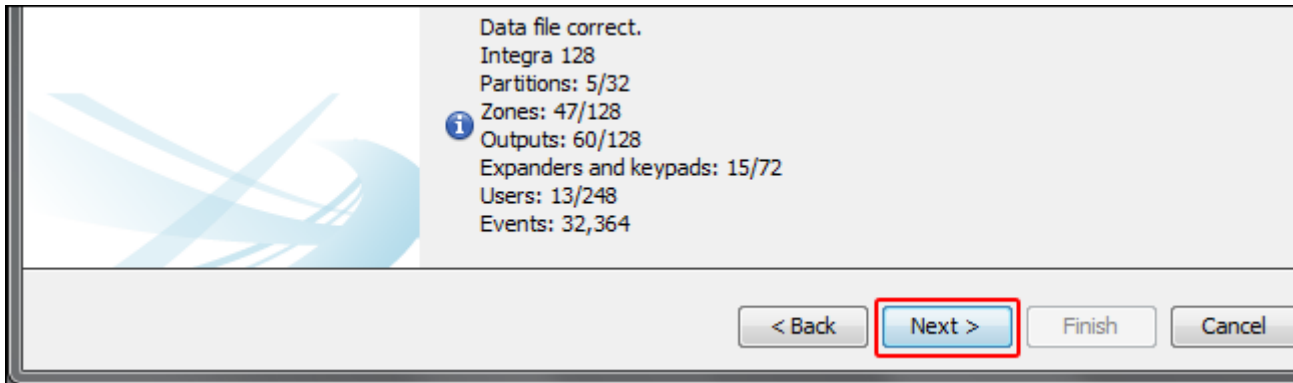 Data file correct.
Integra 128
Partitions: 5/32
Zones: 47/128
Outputs: 60/128
Expanders and keypads: 15/72
Users: 13/248
Events: 32,364
< Back Next > Finish Cancel